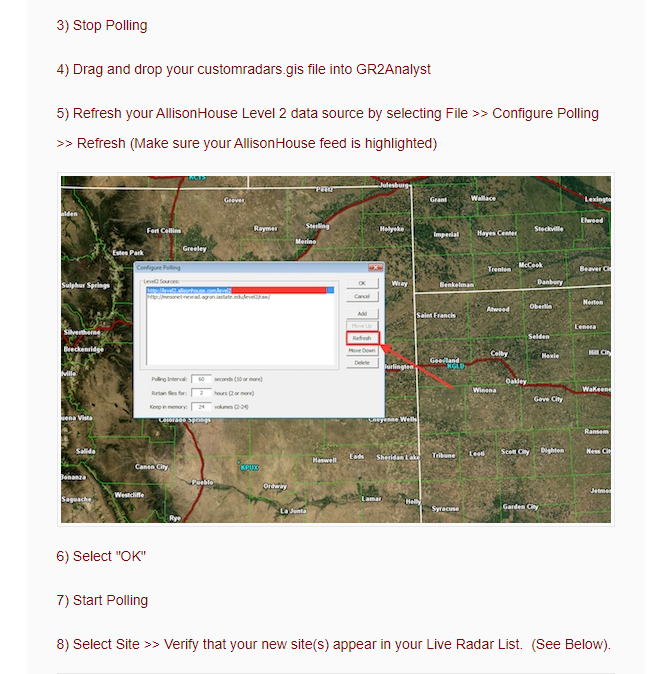 3) Stop Polling
4) Drag and drop your customradars.gis file into GR2Analyst
5) Refresh your AllisonHouse Level 2 data source by selecting File >> Configure Polling
>> Refresh (Make sure your AllisonHouse feed is highlighted)
KCYS
Peetz
Julesburg
Grover
Grant
Wallace
Lexingto
alden
Elwood
Fort Collins
Raymer
Sterling
Holyoke
Imperial
Hayes Center
Stockville
Merino
Greeley
Estes Park
Configure Polling
Trenton
McCook
Beaver Cit
Sulphur Springs
Level2 Sources:
http://level2.allisonhouse.com/level2
http://mesonet-nexrad.agron.iastate.edu/level2/raw/
OK
Cancel
Wray
Benkelman
Danbury
Add
Saint Francis
Atwood
Oberlin
Norton
Move Up
Lenora
Silverthorne
Refresh
Selden
Breckenridge
Move Down
Colby
Hoxie
Hill City
Delete
Goodland
KGLD
urlington
ville
Polling Interval: 60 seconds (10 or more)
Oakley
Retain files for: 2 hours (2 or more)
Winona
WaKeene
Gove City
Keep in memory: 24 volumes (2-24)
uena Vista
Colorado Springs
Cheyenne Wells
Ransom
Salida
Canon City
Haswell
Eads
Sheridan Lake
Tribune
Leoti
Scott City
Dighton
Ness Cit
KPUX
Bonanza
Pueblo
Ordway
Jetmor
Saguache
Westcliffe
Lamar
Holly
La Junta
Syracuse
Garden City
Rye
6) Select "OK"
7) Start Polling
8) Select Site >> Verify that your new site(s) appear in your Live Radar List.  (See Below).